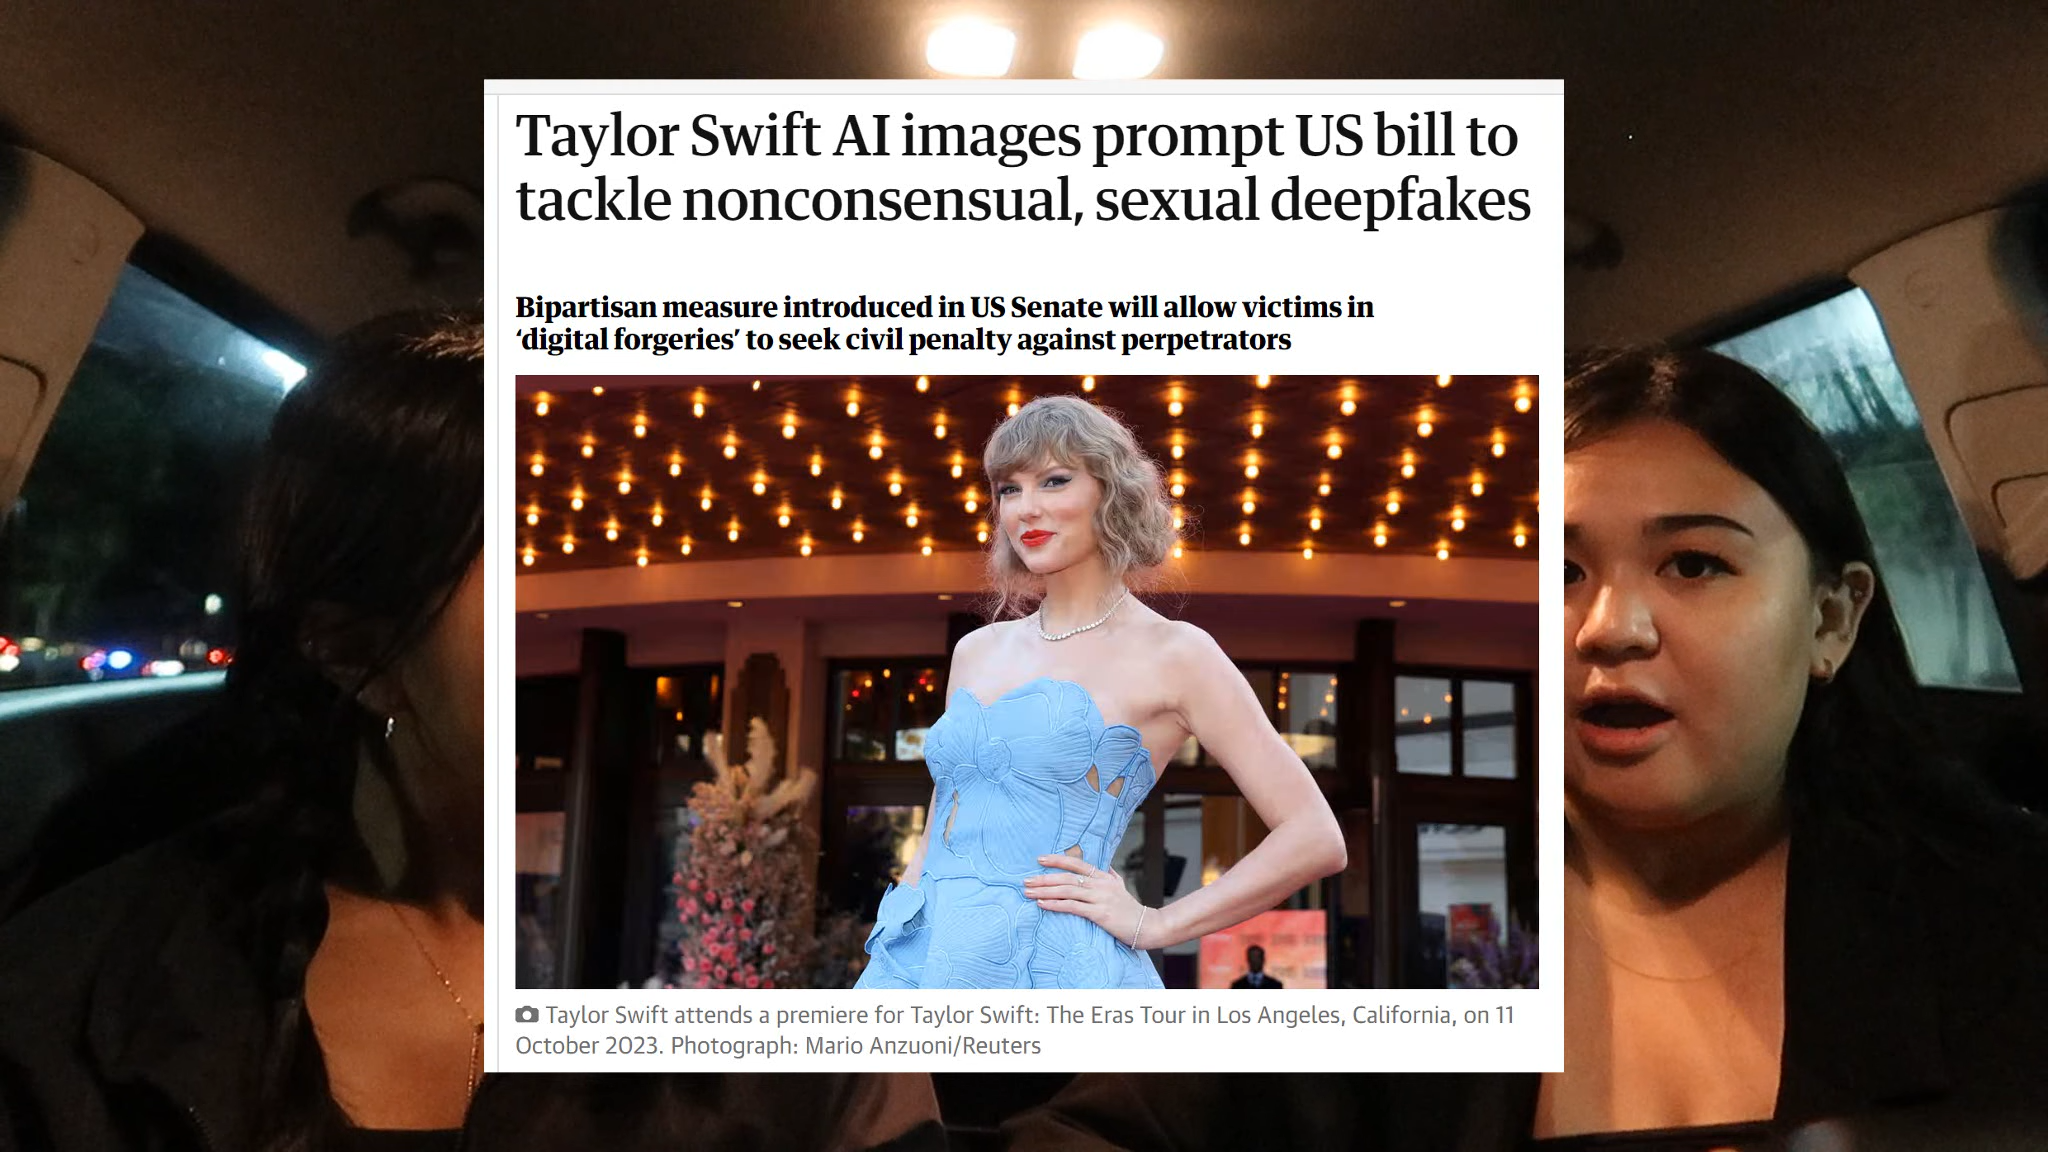 Taylor Swift AI images prompt US bill to
tackle nonconsensual, sexual deepfakes
Bipartisan measure introduced in US Senate will allow victims in
‘digital forgeries’ to seek civil penalty against perpetrators
Taylor Swift attends a premiere for Taylor Swift: The Eras Tour in Los Angeles, California, on 11
October 2023. Photograph: Mario Anzuoni/Reuters